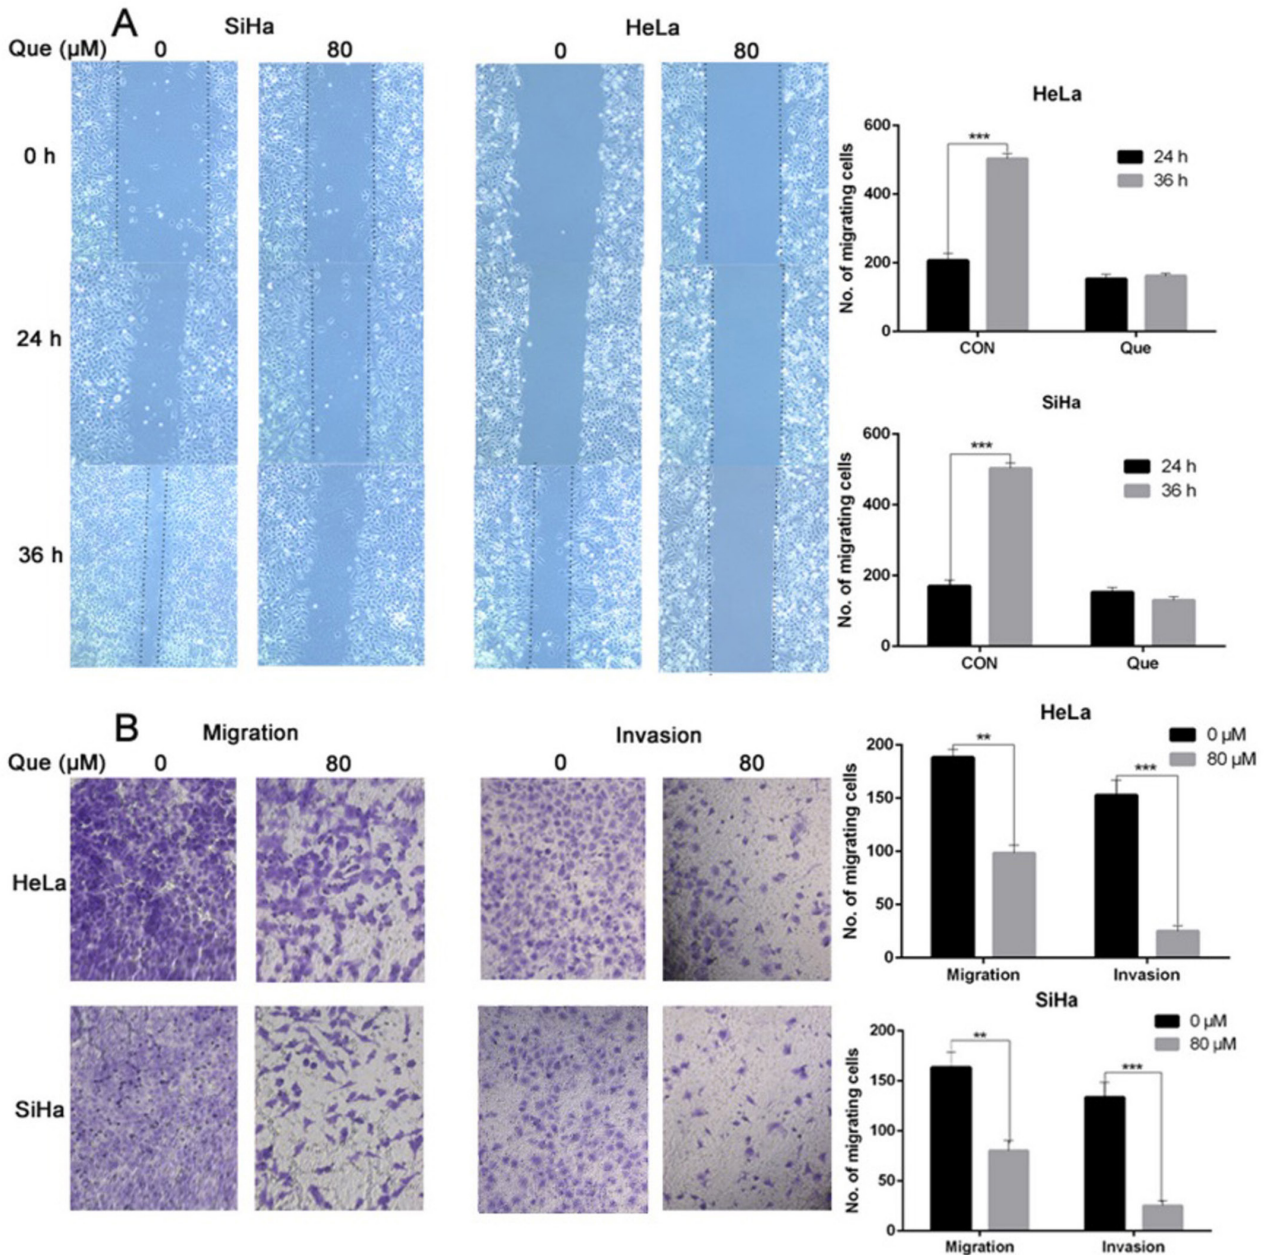 A
SiHa
HeLa
Que (µM) 0 80 0 80
0 h
24 h
36 h
HeLa
600
400
200
0
No. of migrating cells
***
24 h
36 h
CON Que
SiHa
600
400
200
0
No. of migrating cells
***
24 h
36 h
CON Que
B
Migration
Invasion
Que (µM) 0 80 0 80
HeLa
SiHa
HeLa
200
150
100
50
0
No. of migrating cells
**
***
0 µM
80 µM
Migration Invasion
SiHa
200
150
100
50
0
No. of migrating cells
**
***
0 µM
80 µM
Migration Invasion